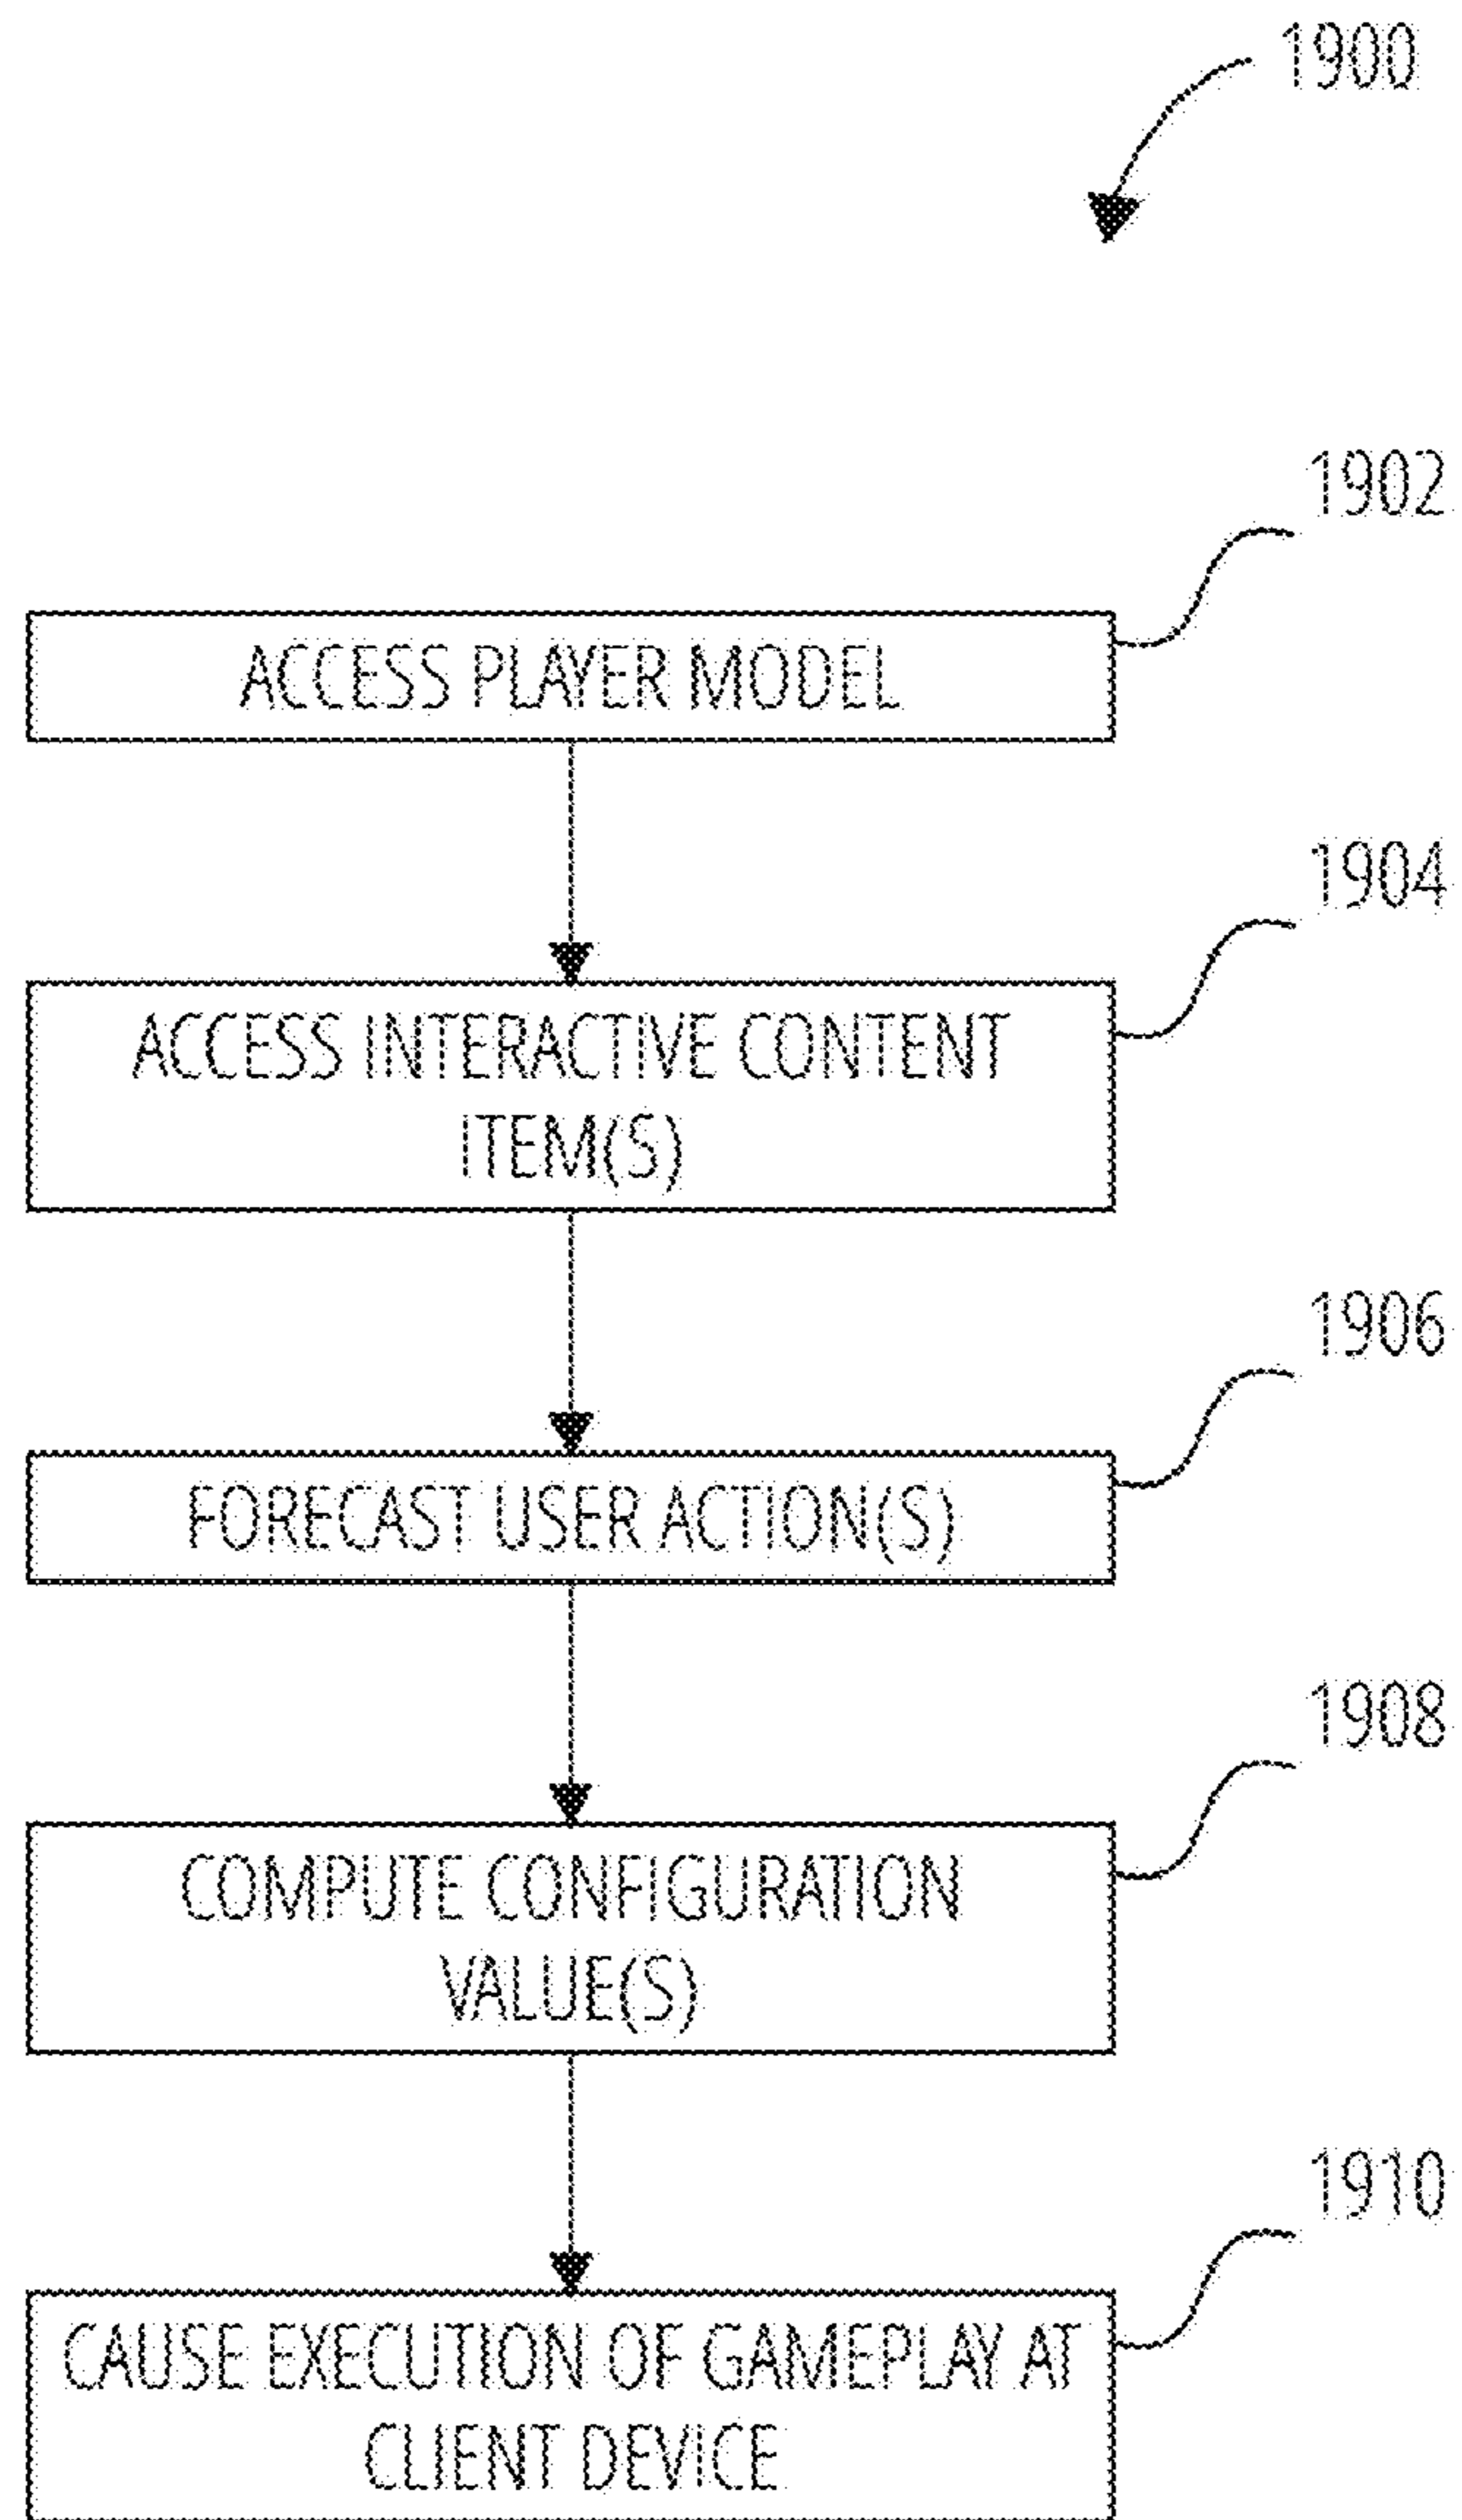 1900
1902
ACCESS PLAYER MODEL
1904
ACCESS INTERACTIVE CONTENT
ITEM(S)
1906
FORECAST USER ACTION(S)
1908
COMPUTE CONFIGURATION
VALUE(S)
1910
CAUSE EXECUTION OF GAMEPLAY AT
CLIENT DEVICE